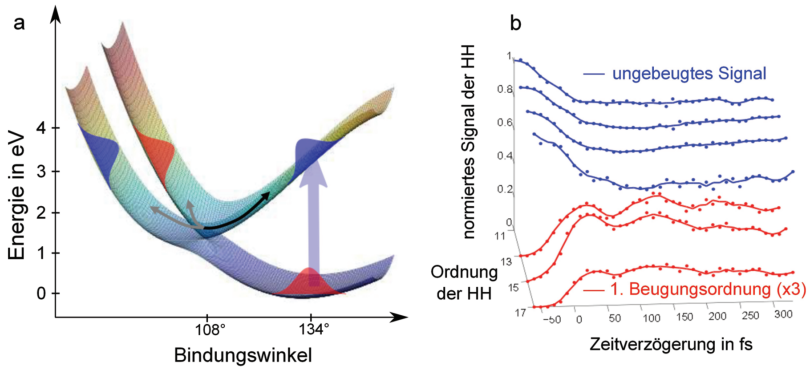 a
Energie in eV
4
3
2
1
0
108°
134°
Bindungswinkel
b
normiertes Signal der HH
1
0.8
0.6
0.4
0.2
0
ungebeugtes Signal
11
13
15
17
Ordnung
der HH
1. Beugungsordnung (x3)
−50
0
50
100
150
200
250
300
Zeitverzögerung in fs